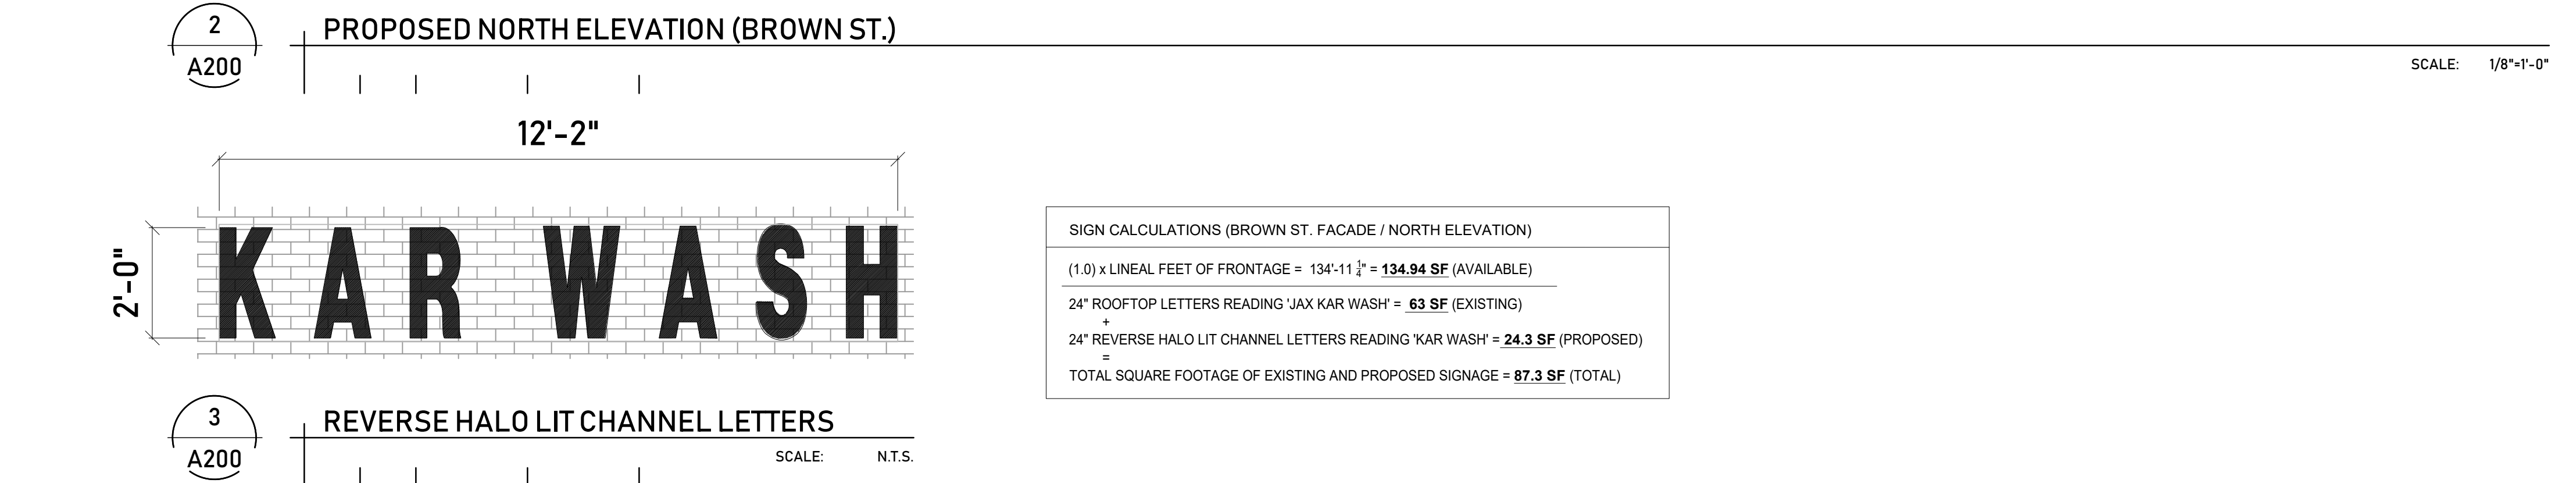 2
A200
PROPOSED NORTH ELEVATION (BROWN ST.)
SCALE: 1/8"=1'-0"
12'-2"
2'-0"
KAR WASH
3
A200
REVERSE HALO LIT CHANNEL LETTERS
SCALE: N.T.S.
SIGN CALCULATIONS (BROWN ST. FACADE / NORTH ELEVATION)
(1.0) x LINEAL FEET OF FRONTAGE = 134'-11 1/4" = 134.94 SF (AVAILABLE)
24" ROOFTOP LETTERS READING 'JAX KAR WASH' = 63 SF (EXISTING)
+
24" REVERSE HALO LIT CHANNEL LETTERS READING 'KAR WASH' = 24.3 SF (PROPOSED)
=
TOTAL SQUARE FOOTAGE OF EXISTING AND PROPOSED SIGNAGE = 87.3 SF (TOTAL)